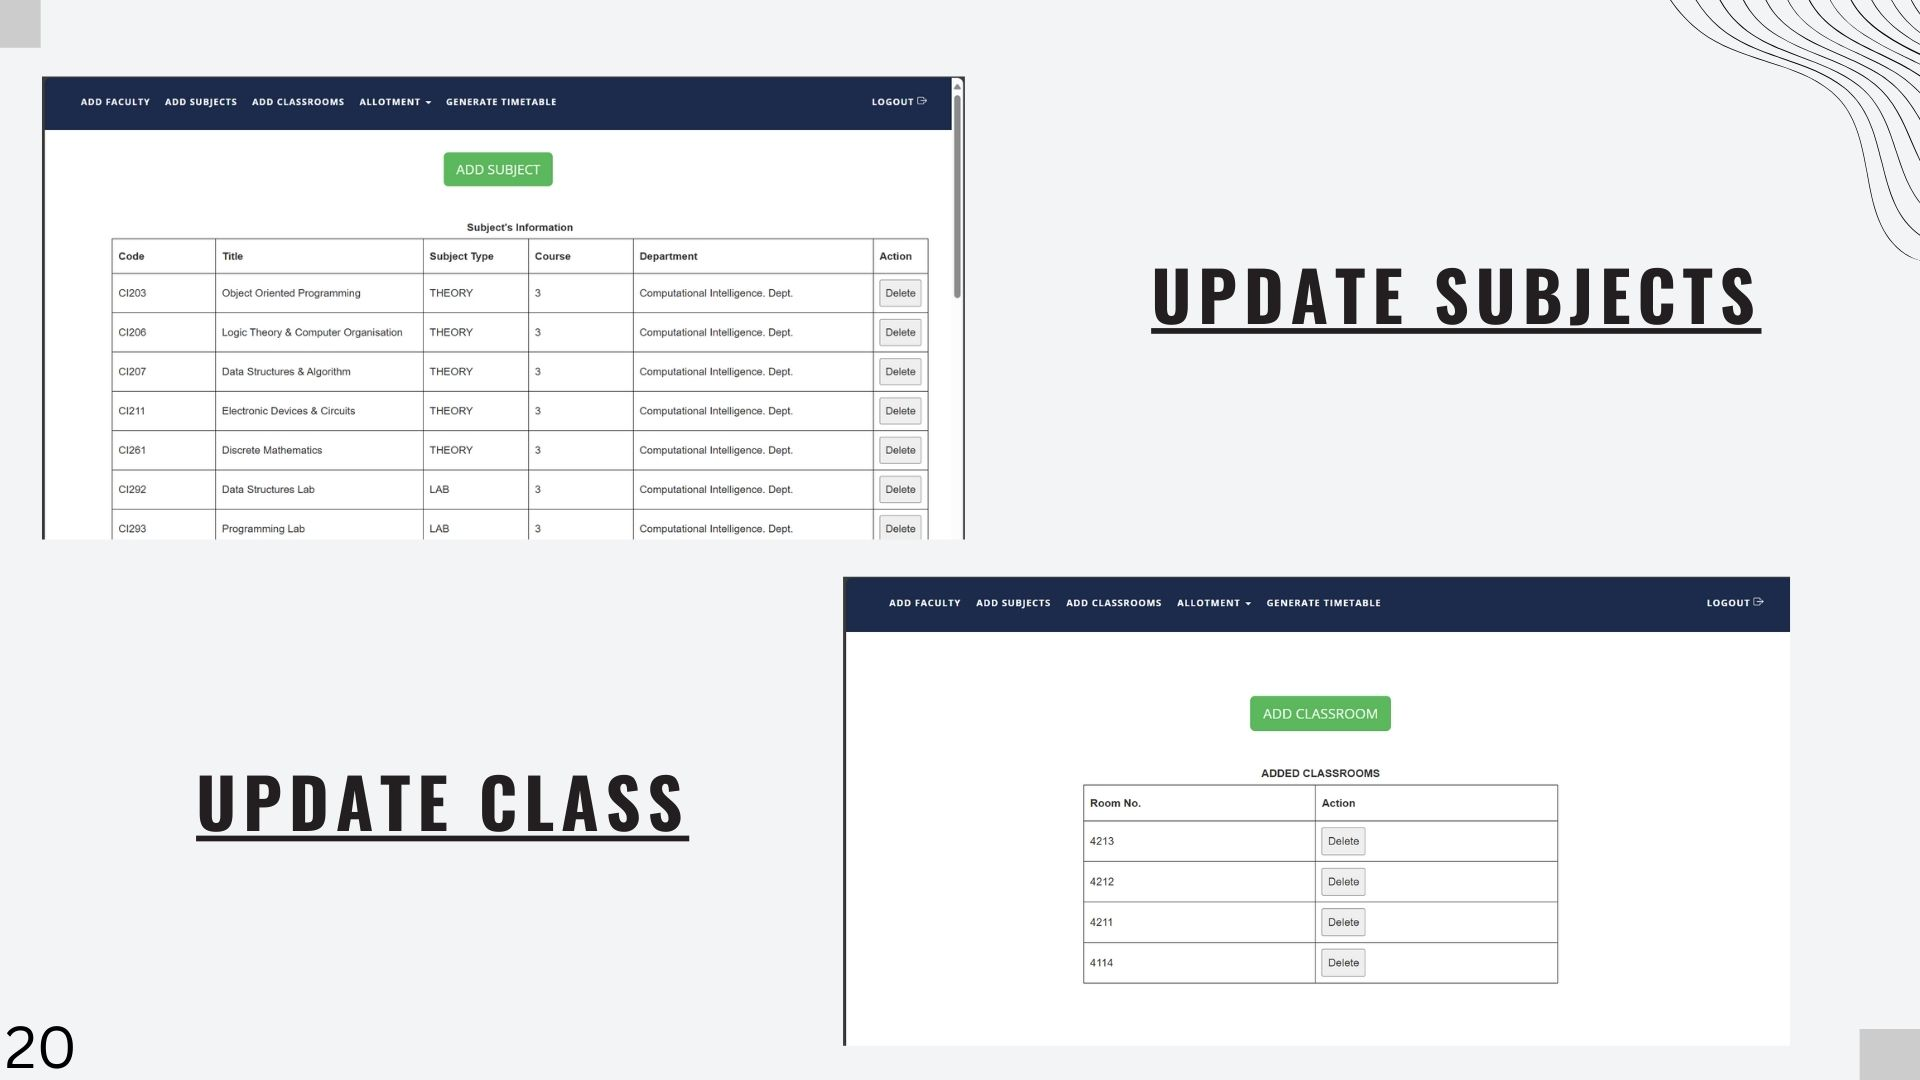 ADD FACULTY ADD SUBJECTS ADD CLASSROOMS ALLOTMENT GENERATE TIMETABLE LOGOUT
ADD SUBJECT
Subject's Information
Code Title Subject Type Course Department Action
CI203 Object Oriented Programming THEORY 3 Computational Intelligence. Dept. Delete
CI206 Logic Theory & Computer Organisation THEORY 3 Computational Intelligence. Dept. Delete
CI207 Data Structures & Algorithm THEORY 3 Computational Intelligence. Dept. Delete
CI211 Electronic Devices & Circuits THEORY 3 Computational Intelligence. Dept. Delete
CI261 Discrete Mathematics THEORY 3 Computational Intelligence. Dept. Delete
CI292 Data Structures Lab LAB 3 Computational Intelligence. Dept. Delete
CI293 Programming Lab LAB 3 Computational Intelligence. Dept. Delete
UPDATE SUBJECTS
UPDATE CLASS
ADD FACULTY ADD SUBJECTS ADD CLASSROOMS ALLOTMENT GENERATE TIMETABLE LOGOUT
ADD CLASSROOM
ADDED CLASSROOMS
Room No. Action
4213 Delete
4212 Delete
4211 Delete
4114 Delete
20